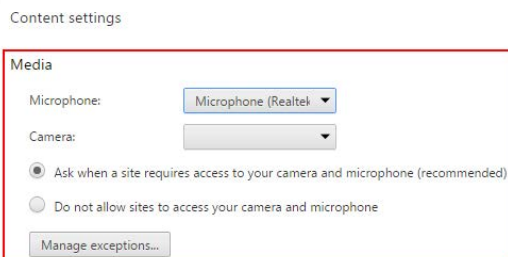 Content settings
Media
Microphone:
Microphone (Realtek
Camera:
Ask when a site requires access to your camera and microphone (recommended)
Do not allow sites to access your camera and microphone
Manage exceptions...